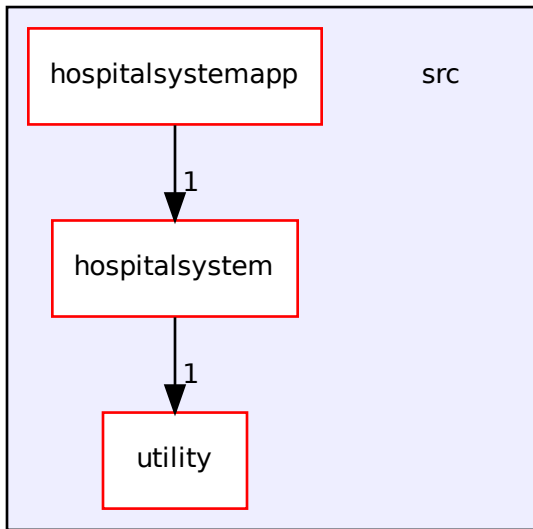 hospitalsystemapp
src
1
hospitalsystem
1
utility